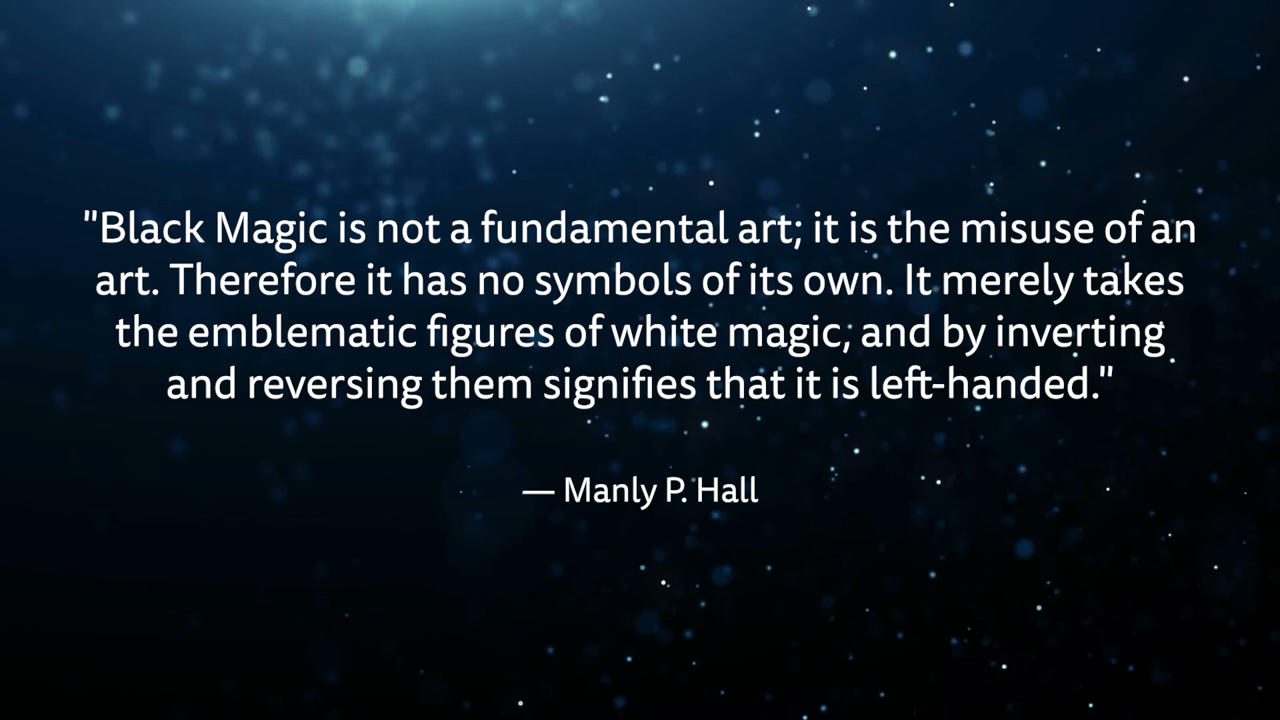 "Black Magic is not a fundamental art; it is the misuse of an
art. Therefore it has no symbols of its own. It merely takes
the emblematic figures of white magic, and by inverting
and reversing them signifies that it is left-handed."
— Manly P. Hall